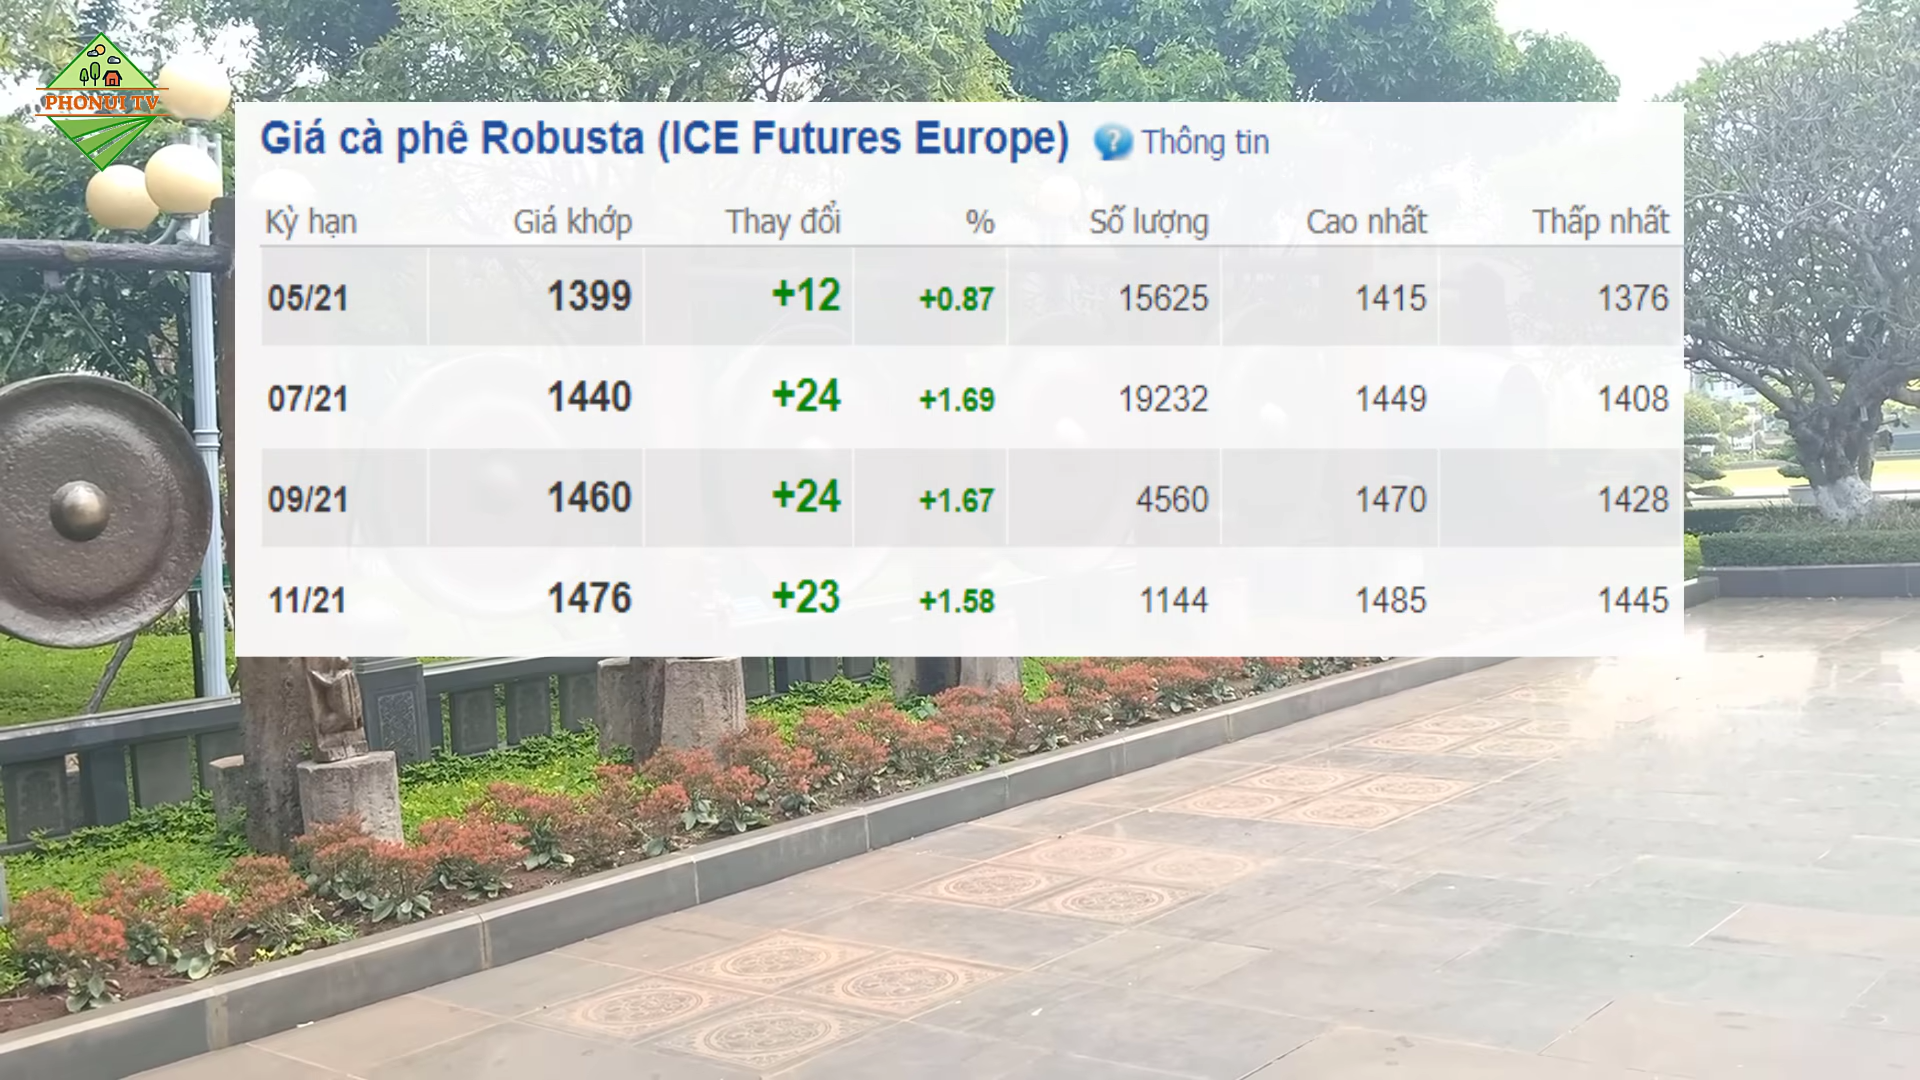 PHONUI TV
Giá cà phê Robusta (ICE Futures Europe) ? Thông tin
Kỳ hạn Giá khớp Thay đổi % Số lượng Cao nhất Thấp nhất
05/21 1399 +12 +0.87 15625 1415 1376
07/21 1440 +24 +1.69 19232 1449 1408
09/21 1460 +24 +1.67 4560 1470 1428
11/21 1476 +23 +1.58 1144 1485 1445